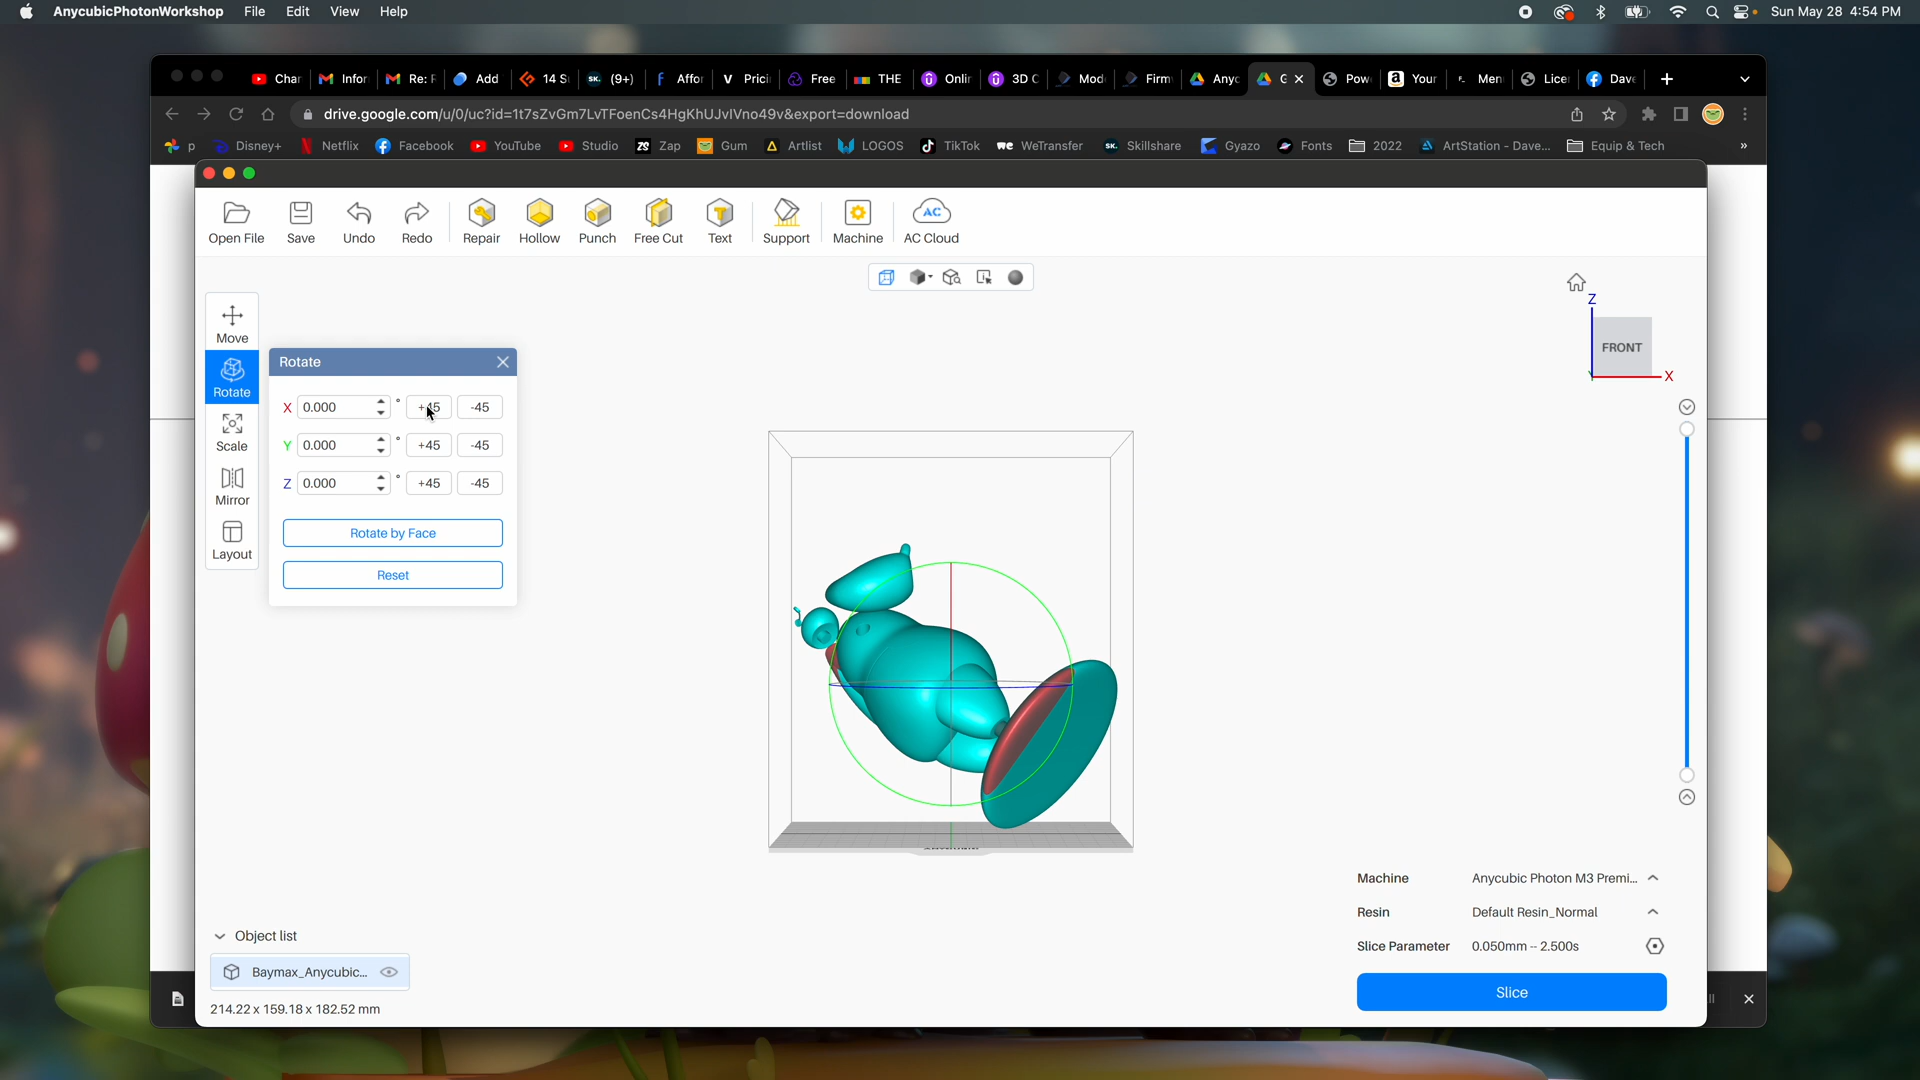 AnycubicPhotonWorkshop File Edit View Help Sun May 28 4:54 PM
Char Infor Re: F Add 14 S (9+) Affor Prici Free THE Onlin 3D C Mod Firm Anyc G Pow Your Men Licen Dave
drive.google.com/u/0/uc?id=1t7sZvGm7LvTFoenCs4HgKhUJvIVno49v&export=download
p Disney+ Netflix Facebook YouTube Studio Zap Gum Artlist LOGOS TikTok WeTransfer Skillshare Gyazo Fonts 2022 ArtStation - Dave... Equip & Tech »
Open File Save Undo Redo Repair Hollow Punch Free Cut Text Support Machine AC Cloud
Move
Rotate
Scale
Mirror
Layout
Rotate
X 0.000 ° +45 -45
Y 0.000 ° +45 -45
Z 0.000 ° +45 -45
Rotate by Face
Reset
Z
FRONT
X
Machine Anycubic Photon M3 Premi...
Resin Default Resin_Normal
Slice Parameter 0.050mm -- 2.500s
Slice
Object list
Baymax_Anycubic...
214.22 x 159.18 x 182.52 mm